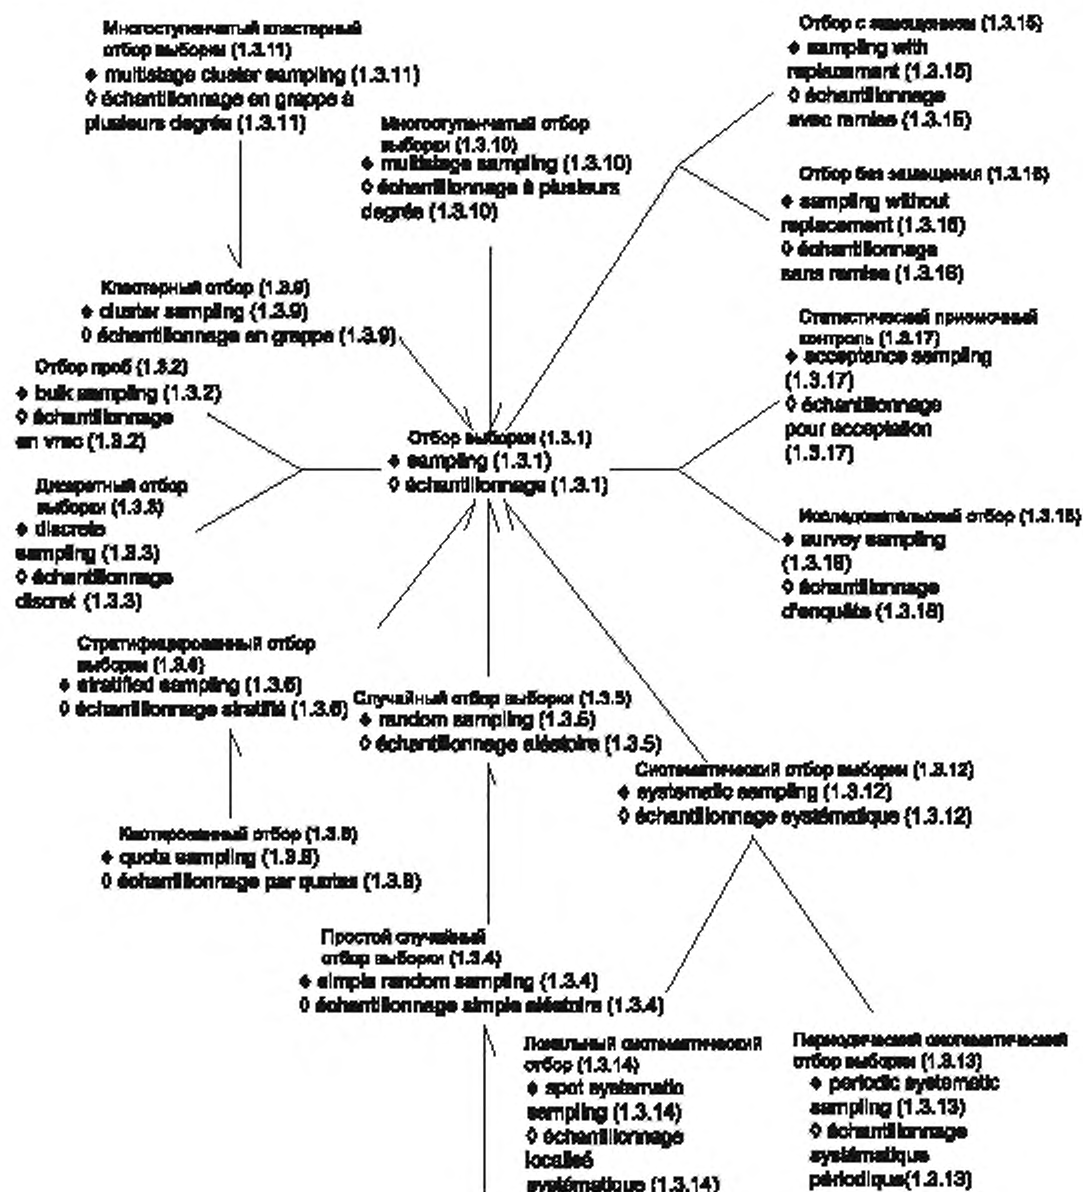 Многоступенчатый кластерный
отбор выборки (1.3.11)
♦ multistage cluster sampling (1.3.11)
◊ échantillonnage en grappe à
plusieurs degrés (1.3.11)
Многоступенчатый отбор
выборки (1.3.10)
♦ multistage sampling (1.3.10)
◊ échantillonnage à plusieurs
degrés (1.3.10)
Отбор с замещением (1.3.15)
♦ sampling with
replacement (1.3.15)
◊ échantillonnage
avec remise (1.3.15)
Отбор без замещения (1.3.16)
♦ sampling without
replacement (1.3.16)
◊ échantillonnage
sans remise (1.3.16)
Кластерный отбор (1.3.9)
♦ cluster sampling (1.3.9)
◊ échantillonnage en grappe (1.3.9)
Статистический приемочный
контроль (1.3.17)
♦ acceptance sampling
(1.3.17)
◊ échantillonnage
pour acceptation
(1.3.17)
Отбор проб (1.3.2)
♦ bulk sampling (1.3.2)
◊ échantillonnage
en vrac (1.3.2)
Отбор выборки (1.3.1)
♦ sampling (1.3.1)
◊ échantillonnage (1.3.1)
Дискретный отбор
выборки (1.3.3)
♦ discrete
sampling (1.3.3)
◊ échantillonnage
discret (1.3.3)
Исследовательский отбор (1.3.18)
♦ survey sampling
(1.3.18)
◊ échantillonnage
d'enquête (1.3.18)
Стратифицированный отбор
выборки (1.3.6)
♦ stratified sampling (1.3.6)
◊ échantillonnage stratifié (1.3.6)
Случайный отбор выборки (1.3.5)
♦ random sampling (1.3.5)
◊ échantillonnage aléatoire (1.3.5)
Систематический отбор выборки (1.3.12)
♦ systematic sampling (1.3.12)
◊ échantillonnage systématique (1.3.12)
Квотированный отбор (1.3.8)
♦ quota sampling (1.3.8)
◊ échantillonnage par quotas (1.3.8)
Простой случайный
отбор выборки (1.3.4)
♦ simple random sampling (1.3.4)
◊ échantillonnage simple aléatoire (1.3.4)
Локальный систематический
отбор (1.3.14)
♦ spot systematic
sampling (1.3.14)
◊ échantillonnage
localisé
systématique (1.3.14)
Периодический систематический
отбор выборки (1.3.13)
♦ periodic systematic
sampling (1.3.13)
◊ échantillonnage
systématique
périodique(1.3.13)